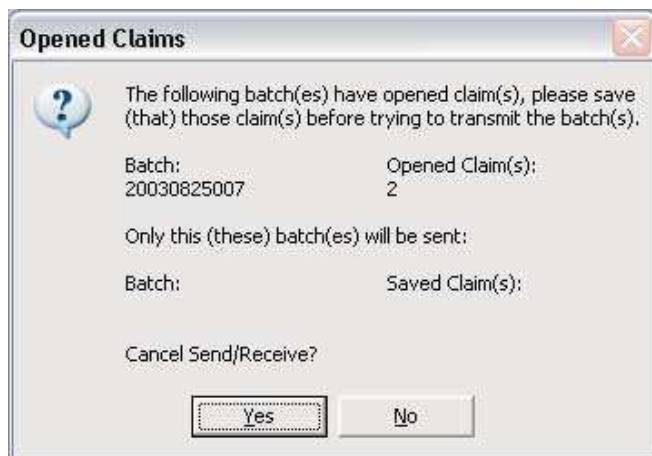 Opened Claims
The following batch(es) have opened claim(s), please save
(that) those claim(s) before trying to transmit the batch(s).
Batch: Opened Claim(s):
20030825007 2
Only this (these) batch(es) will be sent:
Batch: Saved Claim(s):
Cancel Send/Receive?
Yes No